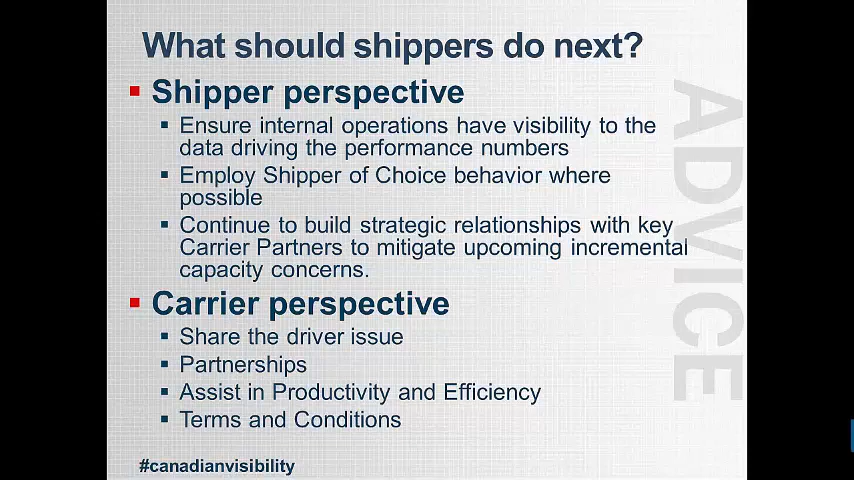 What should shippers do next?
Shipper perspective
Ensure internal operations have visibility to the
data driving the performance numbers
Employ Shipper of Choice behavior where
possible
Continue to build strategic relationships with key
Carrier Partners to mitigate upcoming incremental
capacity concerns.
Carrier perspective
Share the driver issue
Partnerships
Assist in Productivity and Efficiency
Terms and Conditions
#canadianvisibility
ADVICE